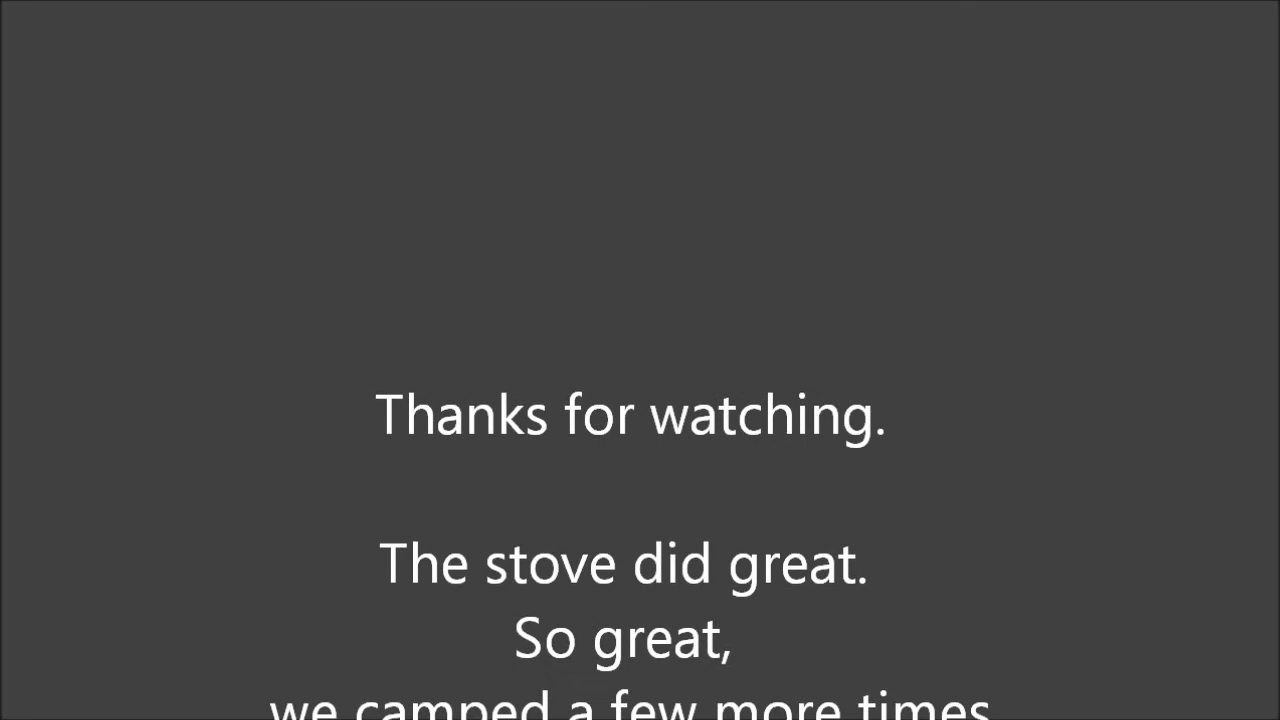 Thanks for watching.
The stove did great.
So great,
we camped a few more times